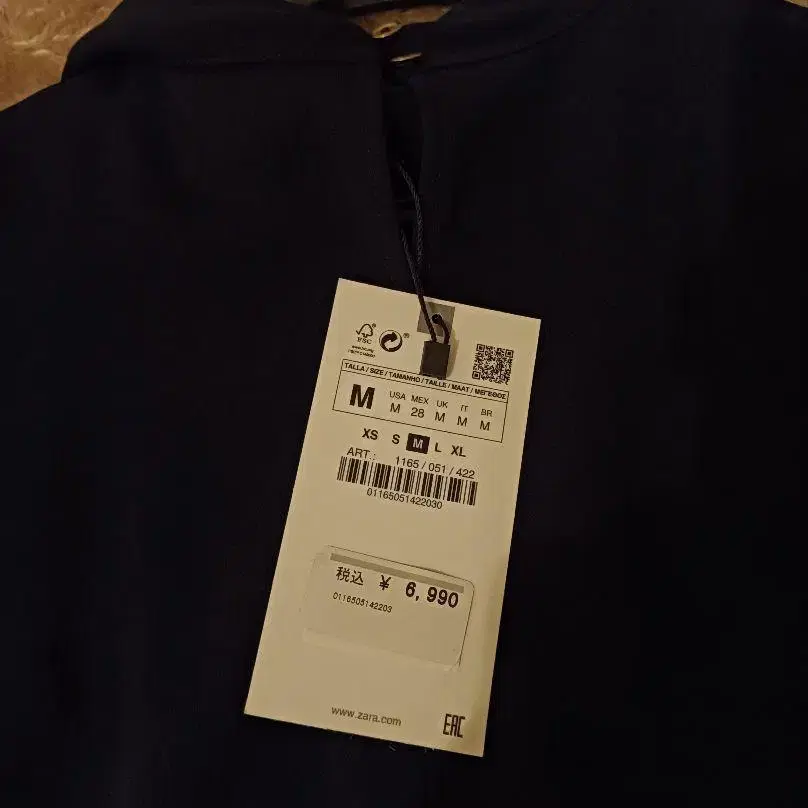 FSC
TALLA / SIZE / TAMANHO / TAILLE / MAAT / ΜΕΓΕΘΟΣ
M USA M MEX 28 UK M IT M BR M
XS S M L XL
ART.: 1165 / 051 / 422
01165051422030
税込 ¥ 6,990
0116505142203
www.zara.com EAC